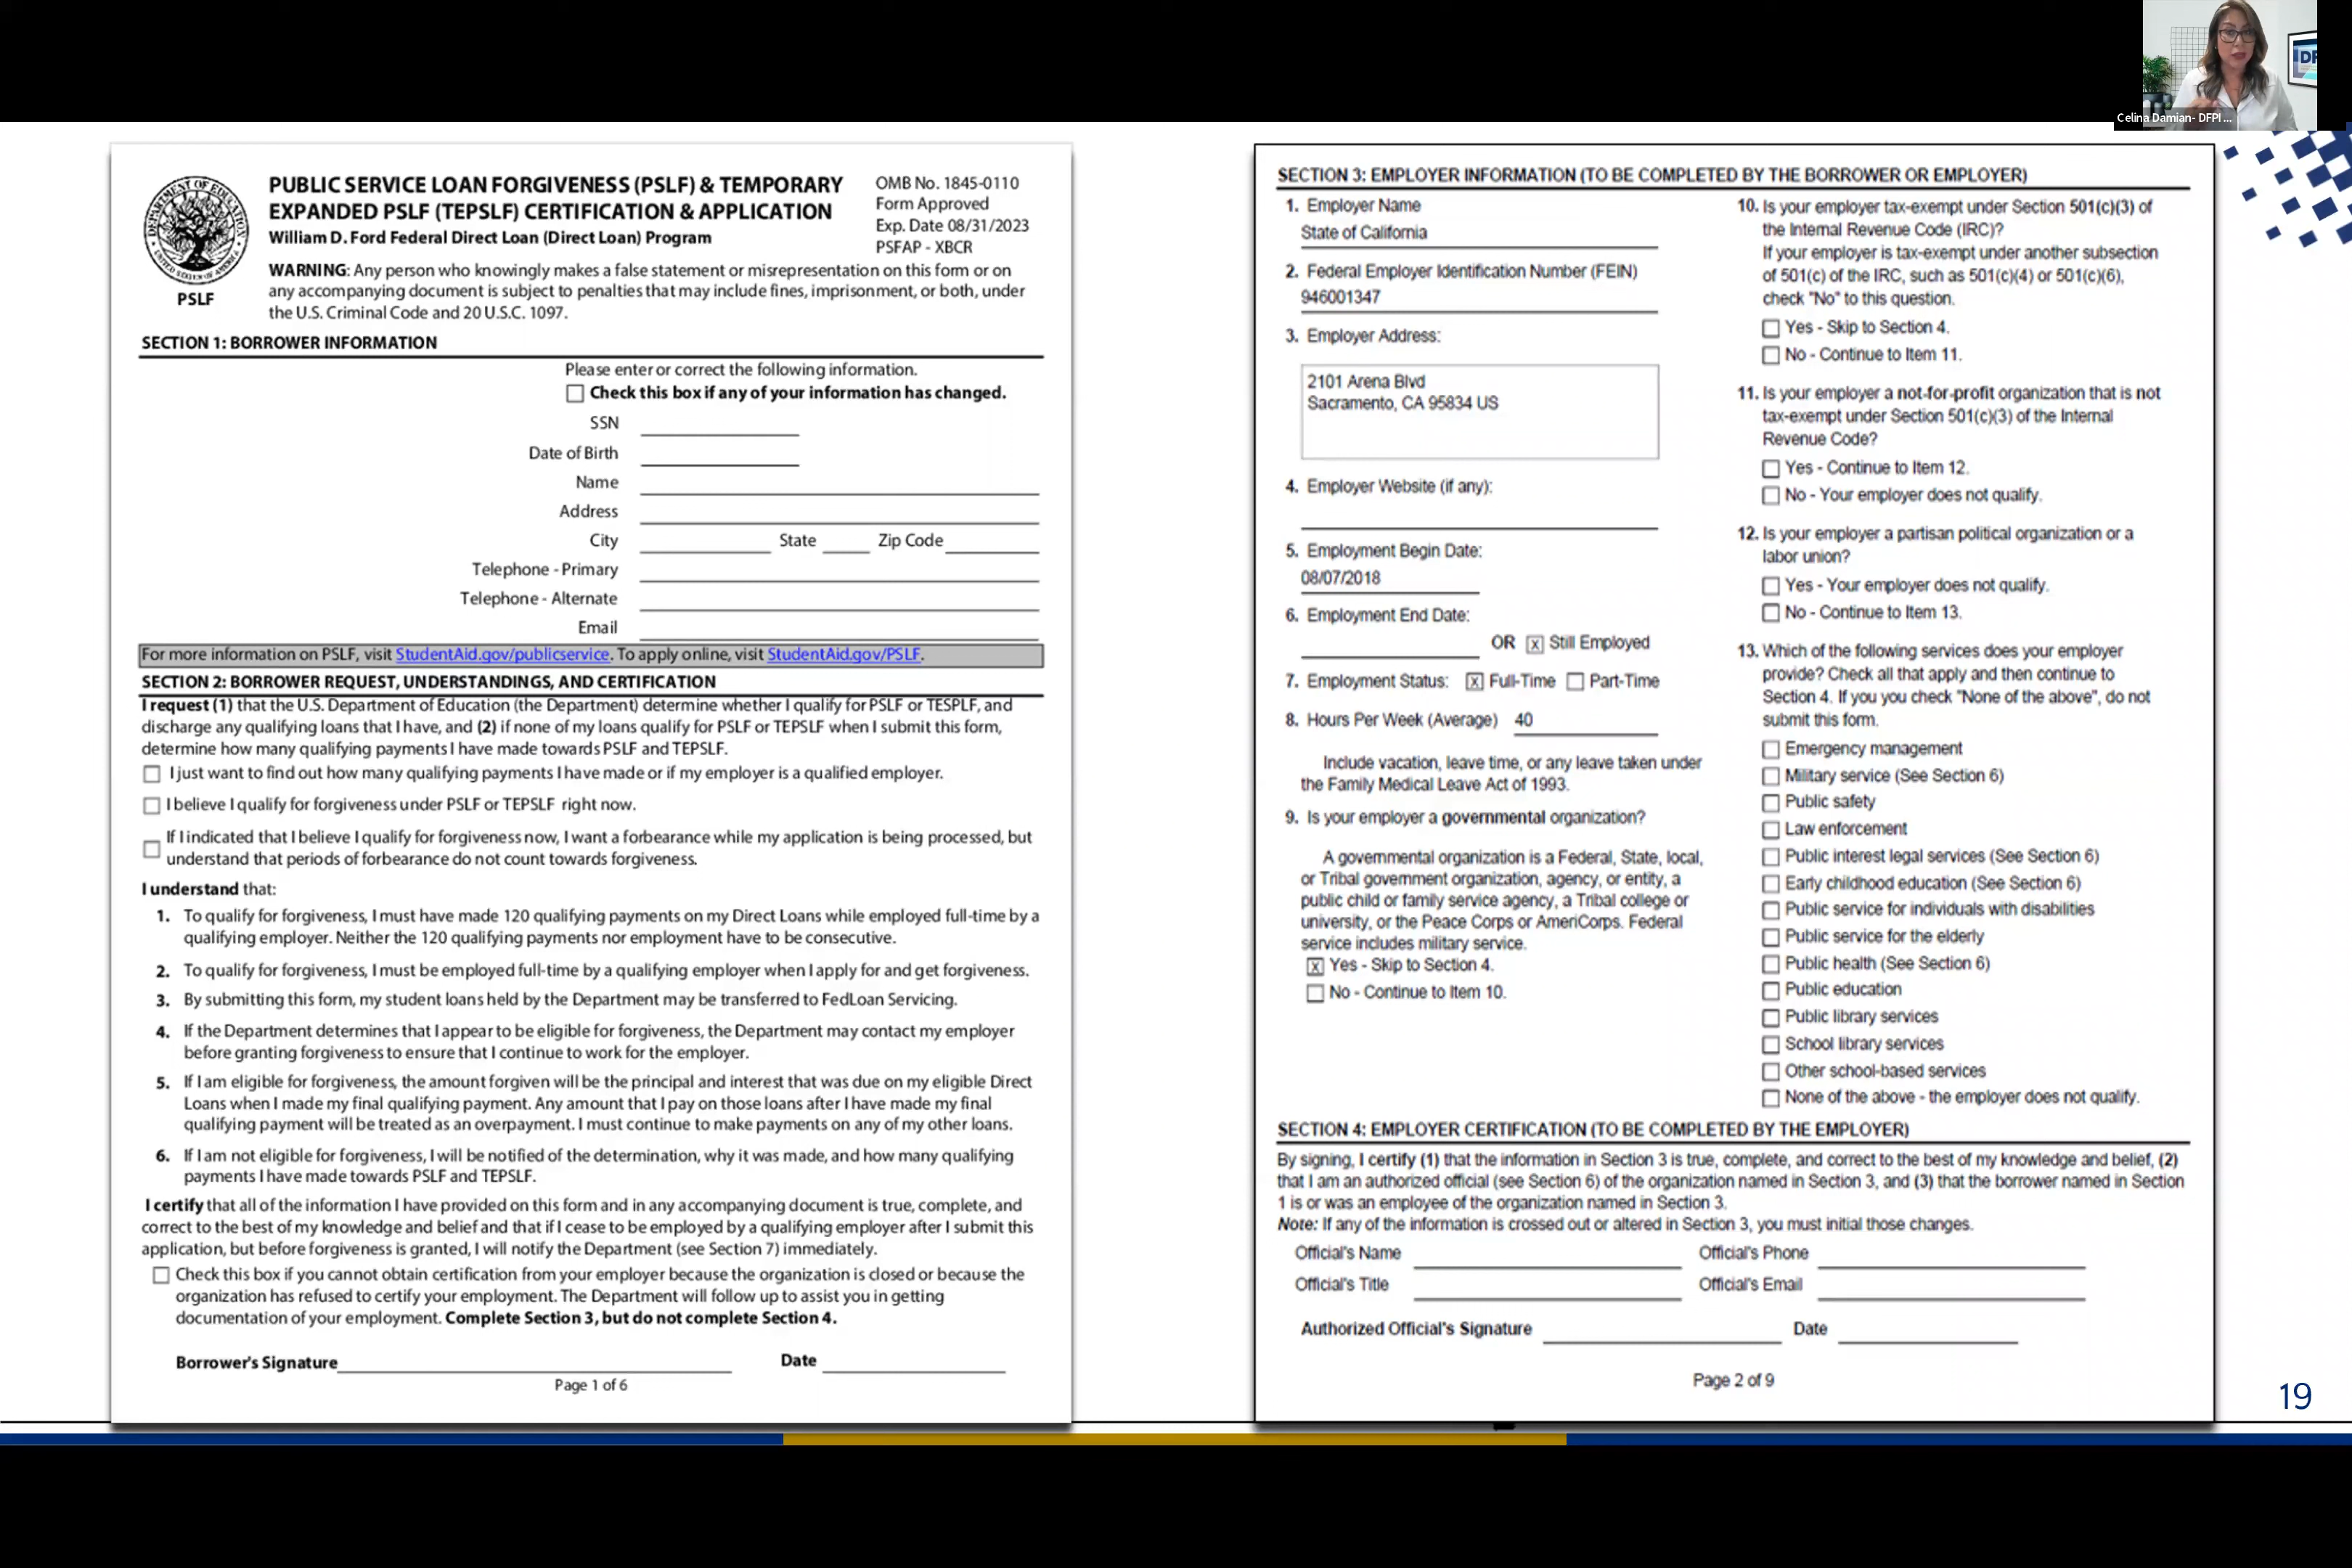 Celina Damian- DFPI ...
DF
DEPARTMENT OF EDUCATION
UNITED STATES OF AMERICA
PSLF
PUBLIC SERVICE LOAN FORGIVENESS (PSLF) & TEMPORARY
EXPANDED PSLF (TEPSLF) CERTIFICATION & APPLICATION
William D. Ford Federal Direct Loan (Direct Loan) Program
OMB No. 1845-0110
Form Approved
Exp. Date 08/31/2023
PSFAP - XBCR
WARNING: Any person who knowingly makes a false statement or misrepresentation on this form or on
any accompanying document is subject to penalties that may include fines, imprisonment, or both, under
the U.S. Criminal Code and 20 U.S.C. 1097.
SECTION 1: BORROWER INFORMATION
Please enter or correct the following information.
Check this box if any of your information has changed.
SSN
Date of Birth
Name
Address
City State Zip Code
Telephone - Primary
Telephone - Alternate
Email
For more information on PSLF, visit StudentAid.gov/publicservice. To apply online, visit StudentAid.gov/PSLF.
SECTION 2: BORROWER REQUEST, UNDERSTANDINGS, AND CERTIFICATION
I request (1) that the U.S. Department of Education (the Department) determine whether I qualify for PSLF or TESPLF, and
discharge any qualifying loans that I have, and (2) if none of my loans qualify for PSLF or TEPSLF when I submit this form,
determine how many qualifying payments I have made towards PSLF and TEPSLF.
I just want to find out how many qualifying payments I have made or if my employer is a qualified employer.
I believe I qualify for forgiveness under PSLF or TEPSLF right now.
If I indicated that I believe I qualify for forgiveness now, I want a forbearance while my application is being processed, but
understand that periods of forbearance do not count towards forgiveness.
I understand that:
1. To qualify for forgiveness, I must have made 120 qualifying payments on my Direct Loans while employed full-time by a
qualifying employer. Neither the 120 qualifying payments nor employment have to be consecutive.
2. To qualify for forgiveness, I must be employed full-time by a qualifying employer when I apply for and get forgiveness.
3. By submitting this form, my student loans held by the Department may be transferred to FedLoan Servicing.
4. If the Department determines that I appear to be eligible for forgiveness, the Department may contact my employer
before granting forgiveness to ensure that I continue to work for the employer.
5. If I am eligible for forgiveness, the amount forgiven will be the principal and interest that was due on my eligible Direct
Loans when I made my final qualifying payment. Any amount that I pay on those loans after I have made my final
qualifying payment will be treated as an overpayment. I must continue to make payments on any of my other loans.
6. If I am not eligible for forgiveness, I will be notified of the determination, why it was made, and how many qualifying
payments I have made towards PSLF and TEPSLF.
I certify that all of the information I have provided on this form and in any accompanying document is true, complete, and
correct to the best of my knowledge and belief and that if I cease to be employed by a qualifying employer after I submit this
application, but before forgiveness is granted, I will notify the Department (see Section 7) immediately.
Check this box if you cannot obtain certification from your employer because the organization is closed or because the
organization has refused to certify your employment. The Department will follow up to assist you in getting
documentation of your employment. Complete Section 3, but do not complete Section 4.
Borrower's Signature Date
Page 1 of 6
SECTION 3: EMPLOYER INFORMATION (TO BE COMPLETED BY THE BORROWER OR EMPLOYER)
1. Employer Name
State of California
2. Federal Employer Identification Number (FEIN)
946001347
3. Employer Address:
2101 Arena Blvd
Sacramento, CA 95834 US
4. Employer Website (if any):
5. Employment Begin Date:
08/07/2018
6. Employment End Date:
OR x Still Employed
7. Employment Status: x Full-Time Part-Time
8. Hours Per Week (Average) 40
Include vacation, leave time, or any leave taken under
the Family Medical Leave Act of 1993.
9. Is your employer a governmental organization?
A governmental organization is a Federal, State, local,
or Tribal government organization, agency, or entity, a
public child or family service agency, a Tribal college or
university, or the Peace Corps or AmeriCorps. Federal
service includes military service.
x Yes - Skip to Section 4.
No - Continue to Item 10.
10. Is your employer tax-exempt under Section 501(c)(3) of
the Internal Revenue Code (IRC)?
If your employer is tax-exempt under another subsection
of 501(c) of the IRC, such as 501(c)(4) or 501(c)(6),
check "No" to this question.
Yes - Skip to Section 4.
No - Continue to Item 11.
11. Is your employer a not-for-profit organization that is not
tax-exempt under Section 501(c)(3) of the Internal
Revenue Code?
Yes - Continue to Item 12.
No - Your employer does not qualify.
12. Is your employer a partisan political organization or a
labor union?
Yes - Your employer does not qualify.
No - Continue to Item 13.
13. Which of the following services does your employer
provide? Check all that apply and then continue to
Section 4. If you you check "None of the above", do not
submit this form.
Emergency management
Military service (See Section 6)
Public safety
Law enforcement
Public interest legal services (See Section 6)
Early childhood education (See Section 6)
Public service for individuals with disabilities
Public service for the elderly
Public health (See Section 6)
Public education
Public library services
School library services
Other school-based services
None of the above - the employer does not qualify.
SECTION 4: EMPLOYER CERTIFICATION (TO BE COMPLETED BY THE EMPLOYER)
By signing, I certify (1) that the information in Section 3 is true, complete, and correct to the best of my knowledge and belief, (2)
that I am an authorized official (see Section 6) of the organization named in Section 3, and (3) that the borrower named in Section
1 is or was an employee of the organization named in Section 3.
Note: If any of the information is crossed out or altered in Section 3, you must initial those changes.
Official's Name Official's Phone
Official's Title Official's Email
Authorized Official's Signature Date
Page 2 of 9
19